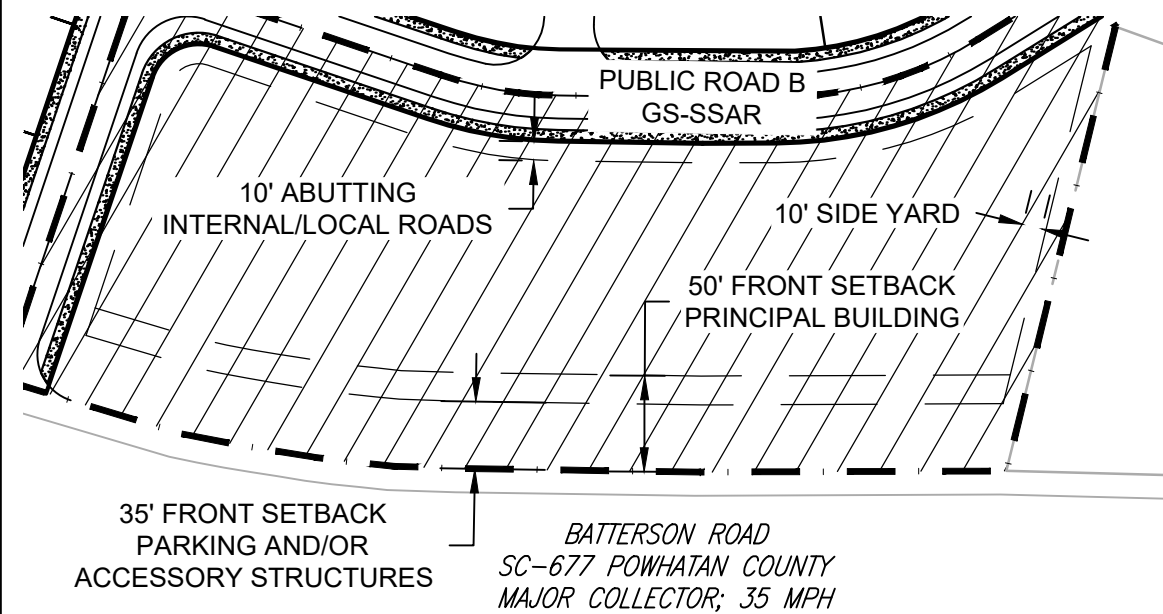 PUBLIC ROAD B
GS-SSAR
10' ABUTTING
INTERNAL/LOCAL ROADS
10' SIDE YARD
50' FRONT SETBACK
PRINCIPAL BUILDING
35' FRONT SETBACK
PARKING AND/OR
ACCESSORY STRUCTURES
BATTERSON ROAD
SC-677 POWHATAN COUNTY
MAJOR COLLECTOR; 35 MPH